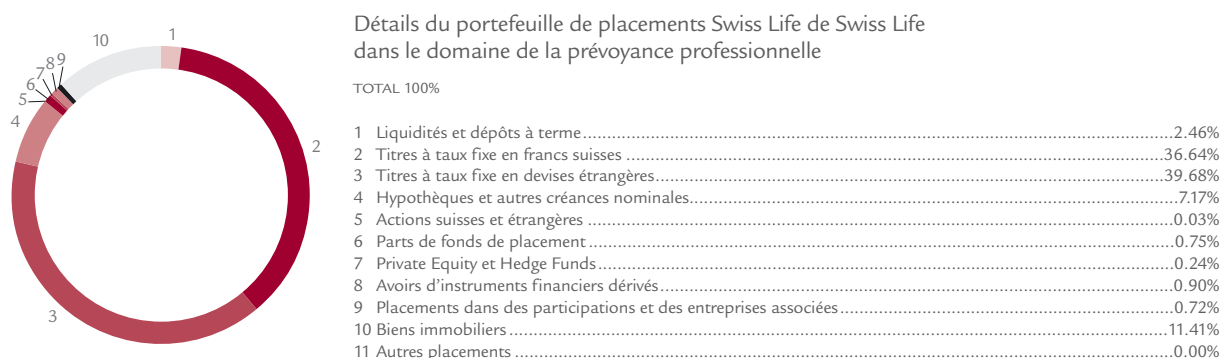 Détails du portefeuille de placements Swiss Life de Swiss Life
dans le domaine de la prévoyance professionnelle
TOTAL 100%
1 Liquidités et dépôts à terme 2.46%
2 Titres à taux fixe en francs suisses 36.64%
3 Titres à taux fixe en devises étrangères 39.68%
4 Hypothèques et autres créances nominales 7.17%
5 Actions suisses et étrangères 0.03%
6 Parts de fonds de placement 0.75%
7 Private Equity et Hedge Funds 0.24%
8 Avoirs d'instruments financiers dérivés 0.90%
9 Placements dans des participations et des entreprises associées 0.72%
10 Biens immobiliers 11.41%
11 Autres placements 0.00%
1
2
3
4
5
6
7
8
9
10